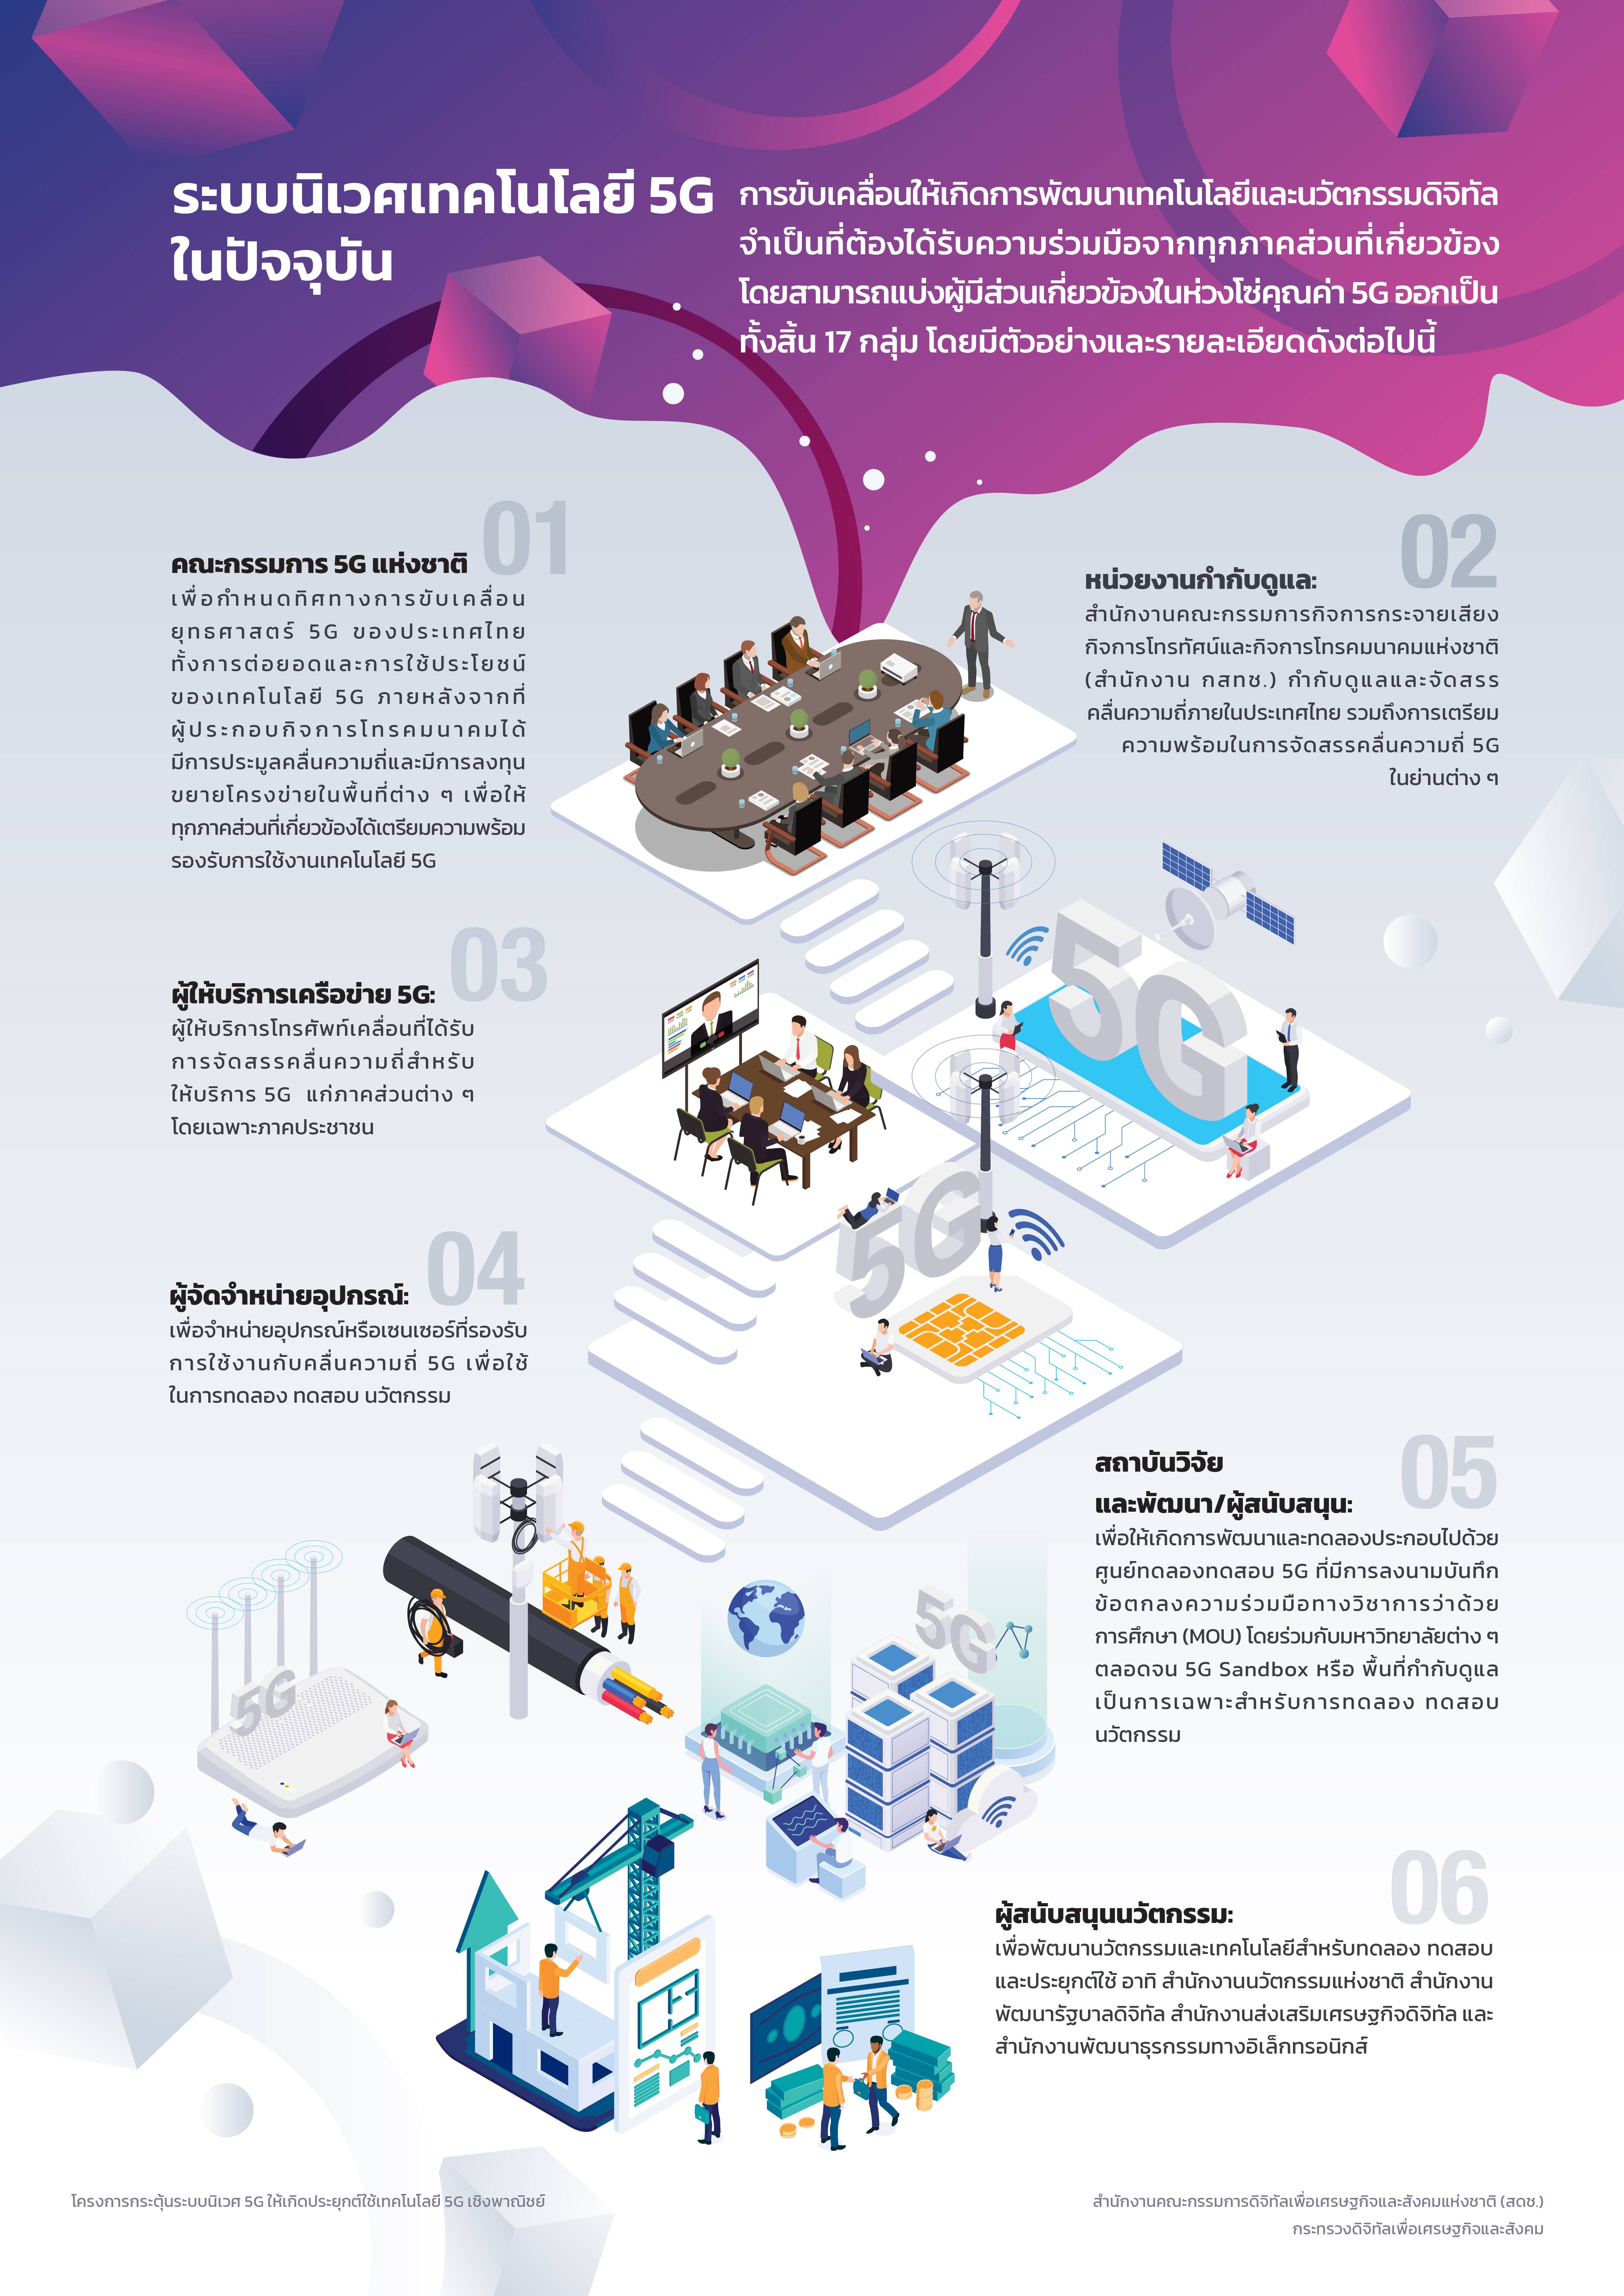 ระบบนิเวศเทคโนโลยี 5G
ในปัจจุบัน
การขับเคลื่อนให้เกิดการพัฒนาเทคโนโลยีและนวัตกรรมดิจิทัล
จำเป็นที่ต้องได้รับความร่วมมือจากทุกภาคส่วนที่เกี่ยวข้อง
โดยสามารถแบ่งผู้มีส่วนเกี่ยวข้องในห่วงโซ่คุณค่า 5G ออกเป็น
ทั้งสิ้น 17 กลุ่ม โดยมีตัวอย่างและรายละเอียดดังต่อไปนี้
01
คณะกรรมการ 5G แห่งชาติ
เพื่อกำหนดทิศทางการขับเคลื่อน
ยุทธศาสตร์ 5G ของประเทศไทย
ทั้งการต่อยอดและการใช้ประโยชน์
ของเทคโนโลยี 5G ภายหลังจากที่
ผู้ประกอบกิจการโทรคมนาคมได้
มีการประมูลคลื่นความถี่และมีการลงทุน
ขยายโครงข่ายในพื้นที่ต่าง ๆ เพื่อให้
ทุกภาคส่วนที่เกี่ยวข้องได้เตรียมความพร้อม
รองรับการใช้งานเทคโนโลยี 5G
02
หน่วยงานกำกับดูแล:
สำนักงานคณะกรรมการกิจการกระจายเสียง
กิจการโทรทัศน์และกิจการโทรคมนาคมแห่งชาติ
(สำนักงาน กสทช.) กำกับดูแลและจัดสรร
คลื่นความถี่ภายในประเทศไทย รวมถึงการเตรียม
ความพร้อมในการจัดสรรคลื่นความถี่ 5G
ในย่านต่าง ๆ
03
ผู้ให้บริการเครือข่าย 5G:
ผู้ให้บริการโทรศัพท์เคลื่อนที่ได้รับ
การจัดสรรคลื่นความถี่สำหรับ
ให้บริการ 5G แก่ภาคส่วนต่าง ๆ
โดยเฉพาะภาคประชาชน
5G
5G
04
ผู้จัดจำหน่ายอุปกรณ์:
เพื่อจำหน่ายอุปกรณ์หรือเซนเซอร์ที่รองรับ
การใช้งานกับคลื่นความถี่ 5G เพื่อใช้
ในการทดลอง ทดสอบ นวัตกรรม
5G
5G
05
สถาบันวิจัย
และพัฒนา/ผู้สนับสนุน:
เพื่อให้เกิดการพัฒนาและทดลองประกอบไปด้วย
ศูนย์ทดลองทดสอบ 5G ที่มีการลงนามบันทึก
ข้อตกลงความร่วมมือทางวิชาการว่าด้วย
การศึกษา (MOU) โดยร่วมกับมหาวิทยาลัยต่าง ๆ
ตลอดจน 5G Sandbox หรือ พื้นที่กำกับดูแล
เป็นการเฉพาะสำหรับการทดลอง ทดสอบ
นวัตกรรม
06
ผู้สนับสนุนนวัตกรรม:
เพื่อพัฒนานวัตกรรมและเทคโนโลยีสำหรับทดลอง ทดสอบ
และประยุกต์ใช้ อาทิ สำนักงานนวัตกรรมแห่งชาติ สำนักงาน
พัฒนารัฐบาลดิจิทัล สำนักงานส่งเสริมเศรษฐกิจดิจิทัล และ
สำนักงานพัฒนาธุรกรรมทางอิเล็กทรอนิกส์
โครงการกระตุ้นระบบนิเวศ 5G ให้เกิดประยุกต์ใช้เทคโนโลยี 5G เชิงพาณิชย์
สำนักงานคณะกรรมการดิจิทัลเพื่อเศรษฐกิจและสังคมแห่งชาติ (สดช.)
กระทรวงดิจิทัลเพื่อเศรษฐกิจและสังคม